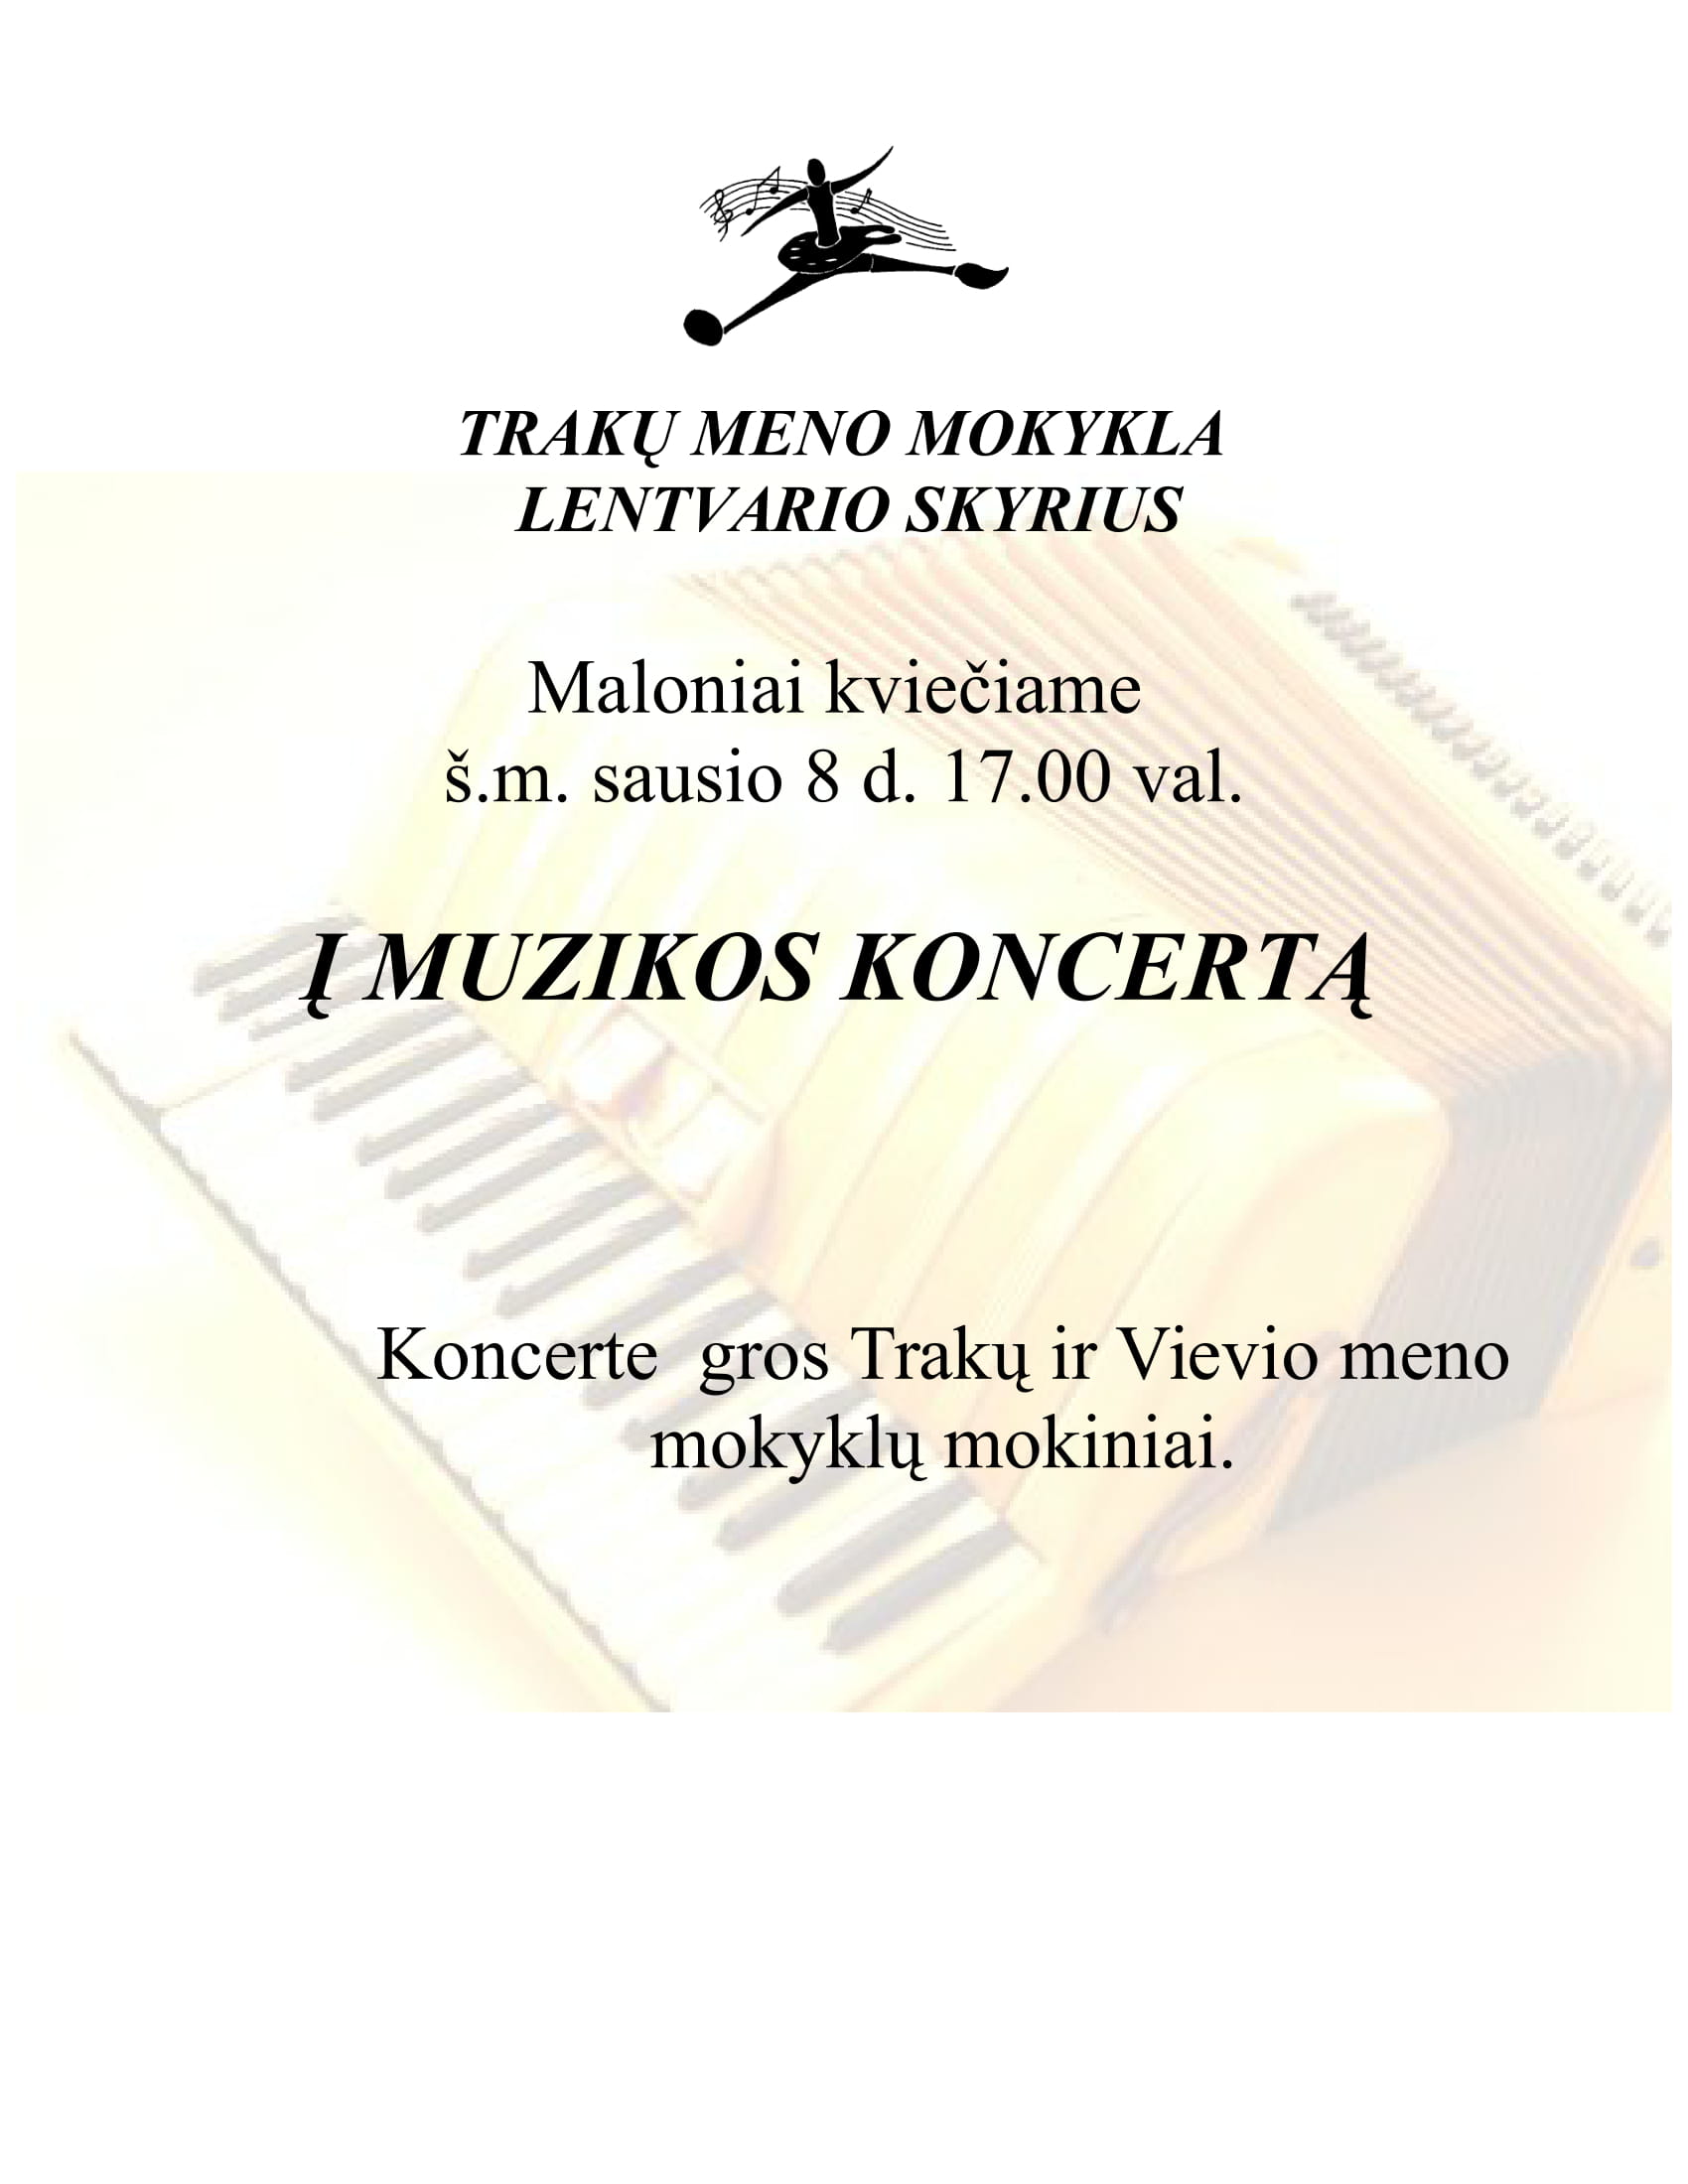 TRAKŲ MENO MOKYKLA
LENTVARIO SKYRIUS
Maloniai kviečiame
š.m. sausio 8 d. 17.00 val.
Į MUZIKOS KONCERTĄ
Koncerte  gros Trakų ir Vievio meno
mokyklų mokiniai.